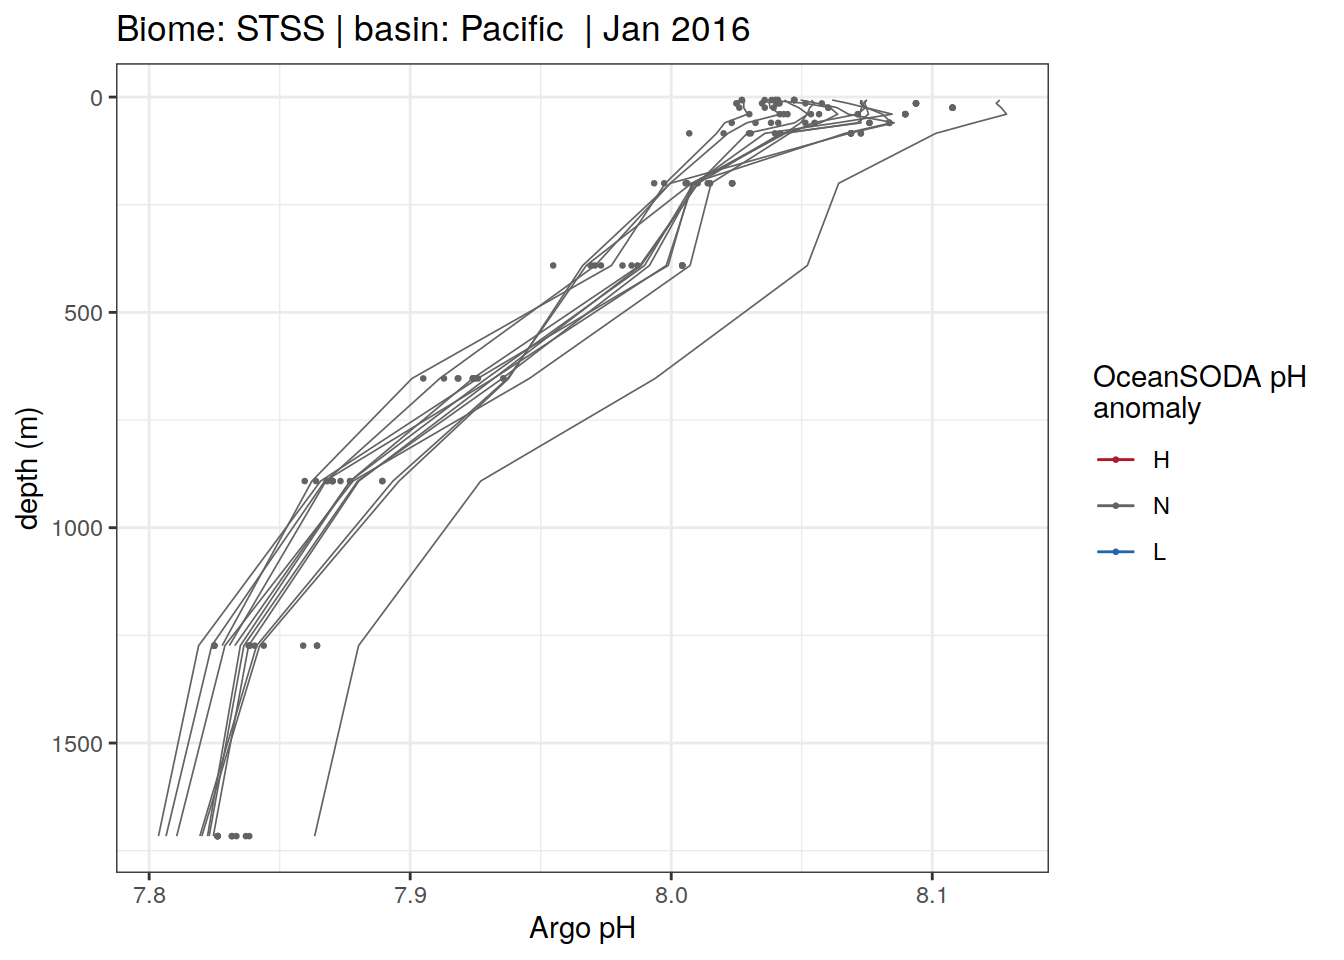 Biome: STSS | basin: Pacific  | Jan 2016
0
500
1000
1500
depth (m)
7.8
7.9
8.0
8.1
Argo pH
OceanSODA pH
anomaly
H
N
L